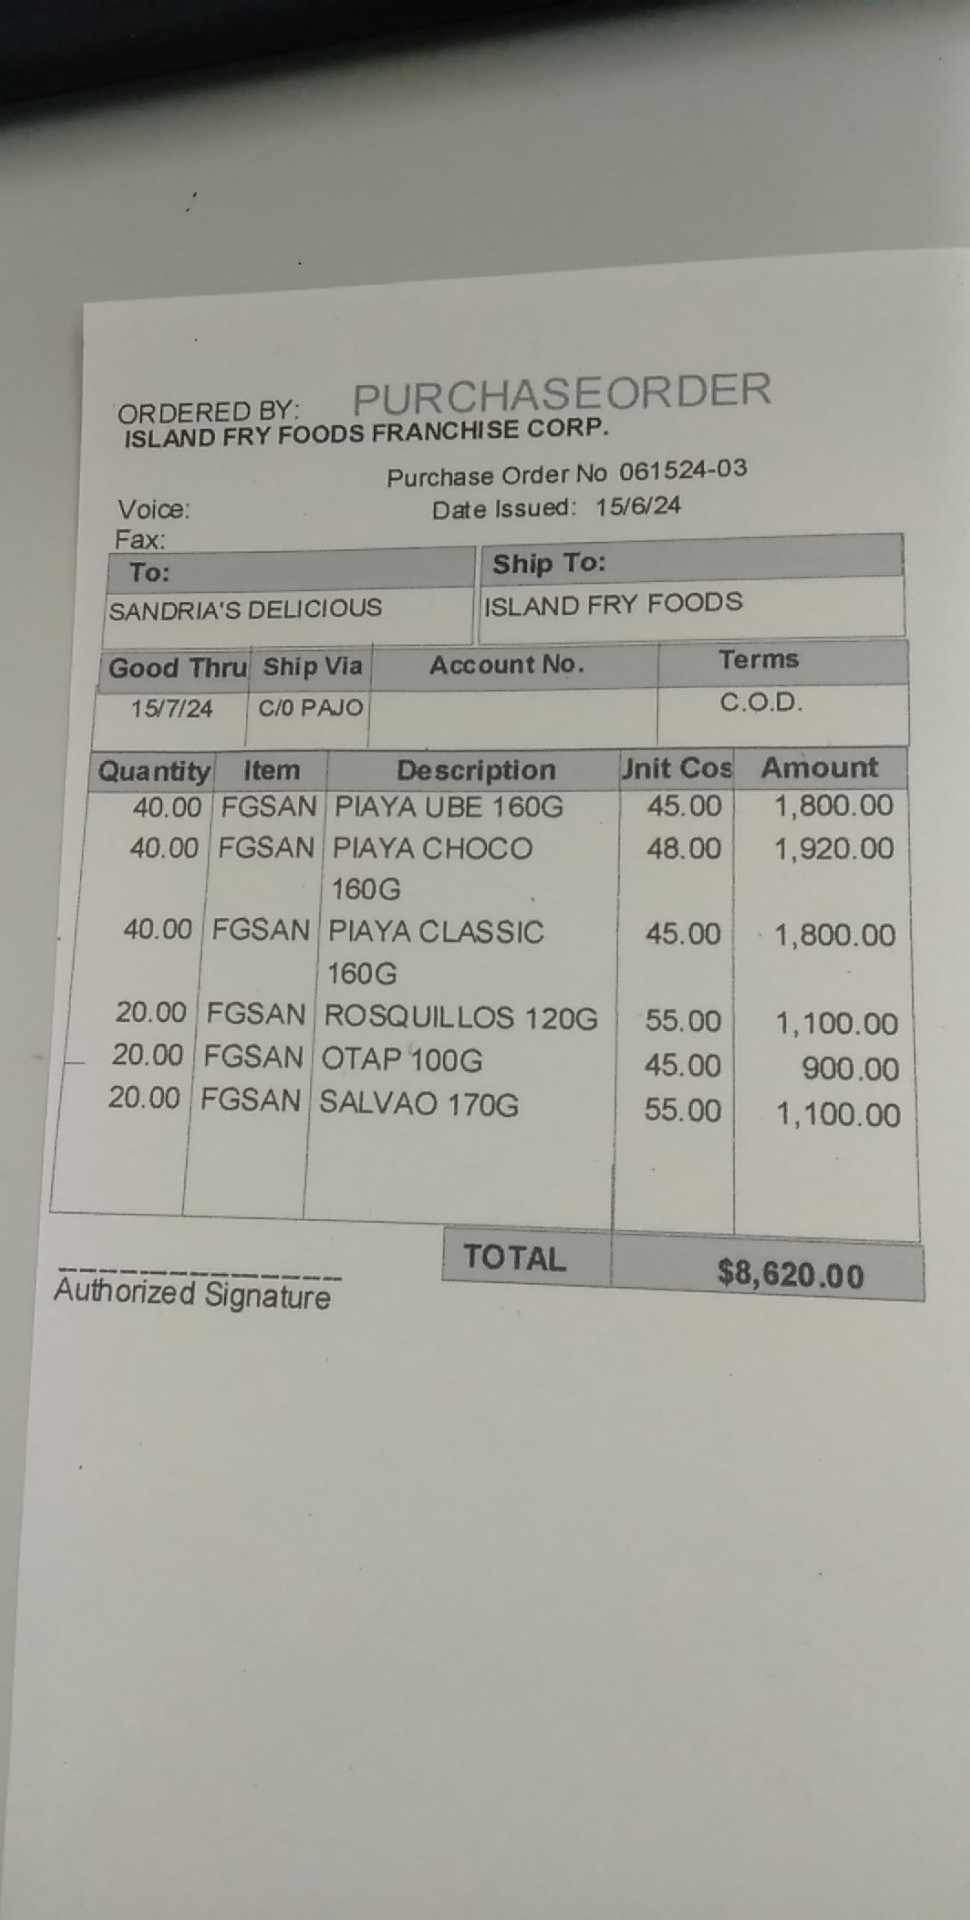 PURCHASEORDER
ORDERED BY:
ISLAND FRY FOODS FRANCHISE CORP.
Purchase Order No 061524-03
Voice: Date Issued: 15/6/24
Fax:
To: Ship To:
SANDRIA'S DELICIOUS ISLAND FRY FOODS
Good Thru Ship Via Account No. Terms
15/7/24 C/0 PAJO C.O.D.
Quantity Item Description Jnit Cos Amount
40.00 FGSAN PIAYA UBE 160G 45.00 1,800.00
40.00 FGSAN PIAYA CHOCO 48.00 1,920.00
160G
40.00 FGSAN PIAYA CLASSIC 45.00 1,800.00
160G
20.00 FGSAN ROSQUILLOS 120G 55.00 1,100.00
20.00 FGSAN OTAP 100G 45.00 900.00
20.00 FGSAN SALVAO 170G 55.00 1,100.00
TOTAL $8,620.00
Authorized Signature